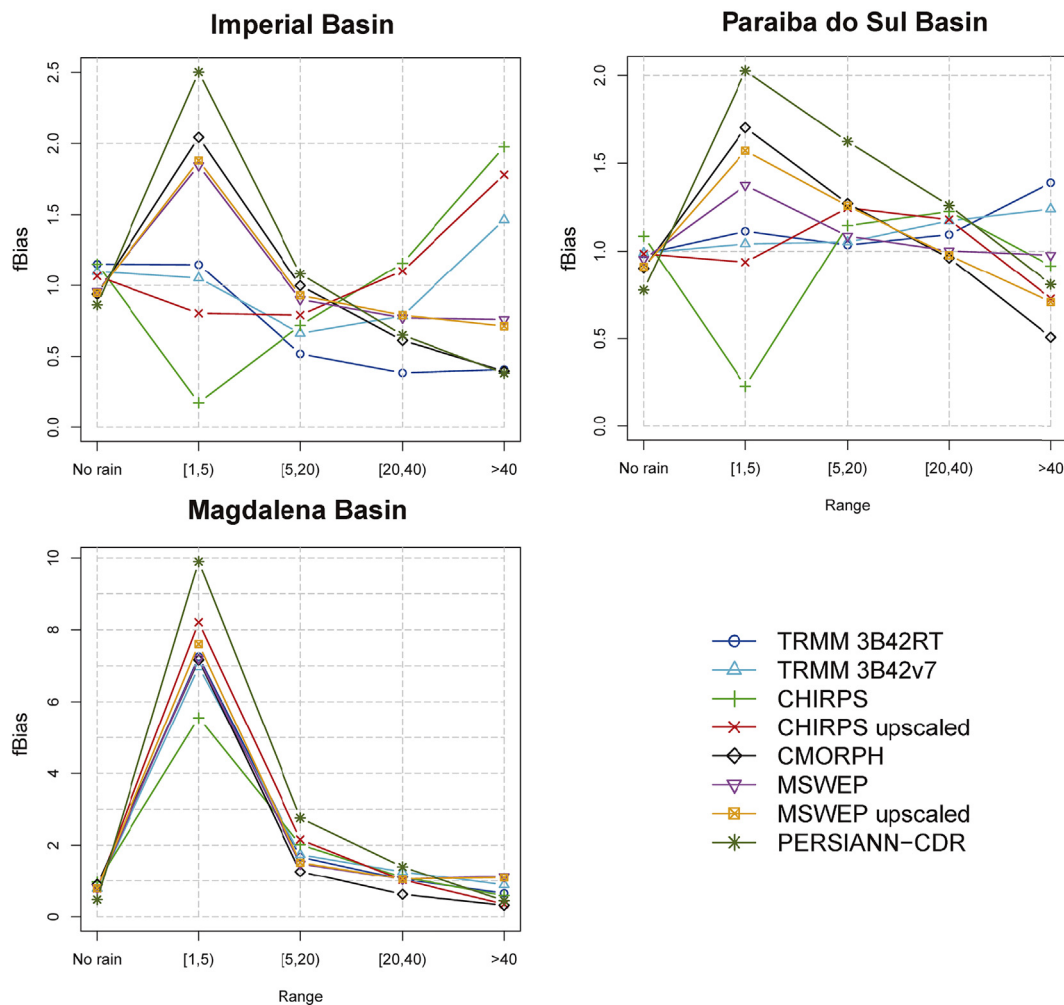 Imperial Basin
fBias
2.5
2.0
1.5
1.0
0.5
0.0
No rain [1,5) [5,20) [20,40) >40
Paraiba do Sul Basin
fBias
2.0
1.5
1.0
0.5
0.0
No rain [1,5) [5,20) [20,40) >40
Range
Magdalena Basin
fBias
10
8
6
4
2
0
No rain [1,5) [5,20) [20,40) >40
Range
TRMM 3B42RT
TRMM 3B42v7
CHIRPS
CHIRPS upscaled
CMORPH
MSWEP
MSWEP upscaled
PERSIANN−CDR